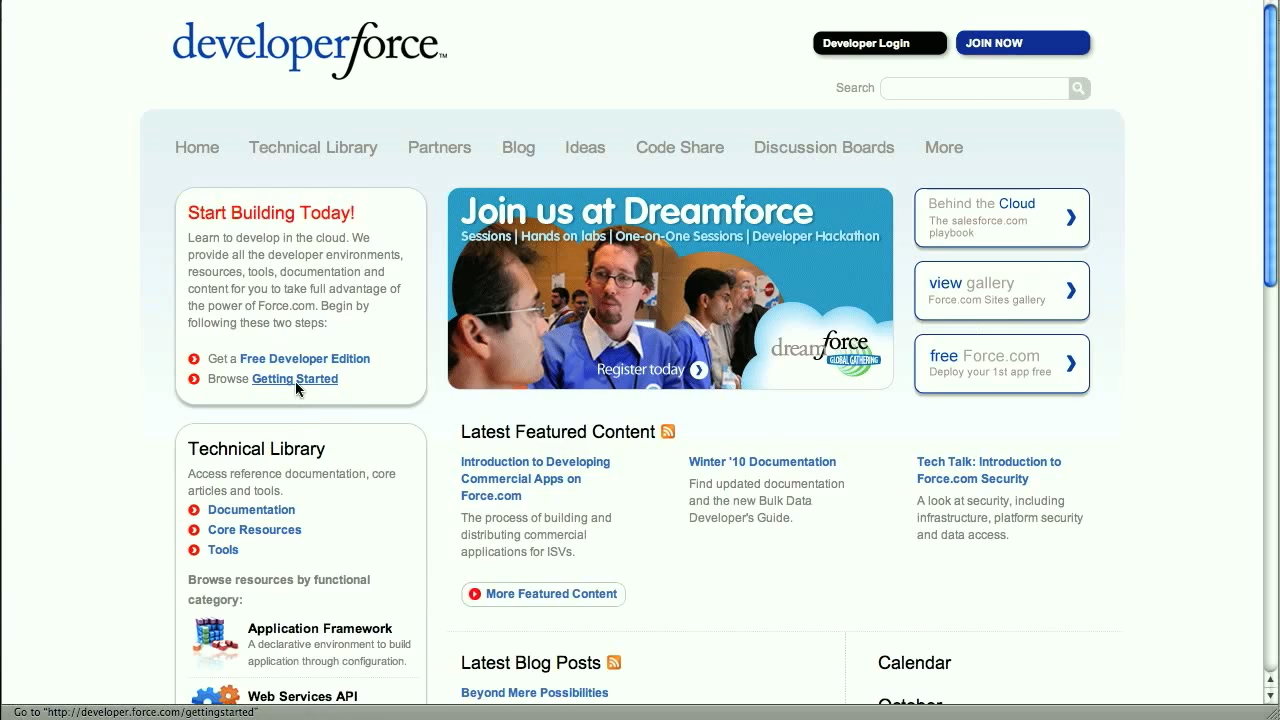 developerforce™
Developer Login
JOIN NOW
Search
Home
Technical Library
Partners
Blog
Ideas
Code Share
Discussion Boards
More
Start Building Today!
Learn to develop in the cloud. We
provide all the developer environments,
resources, tools, documentation and
content for you to take full advantage of
the power of Force.com. Begin by
following these two steps:
Get a Free Developer Edition
Browse Getting Started
Join us at Dreamforce
Sessions | Hands on labs | One-on-One Sessions | Developer Hackathon
dreamforce
GLOBAL GATHERING
Register today
Behind the Cloud
The salesforce.com
playbook
view gallery
Force.com Sites gallery
free Force.com
Deploy your 1st app free
Technical Library
Access reference documentation, core
articles and tools.
Documentation
Core Resources
Tools
Browse resources by functional
category:
Application Framework
A declarative environment to build
application through configuration.
Web Services API
Latest Featured Content
Introduction to Developing
Commercial Apps on
Force.com
The process of building and
distributing commercial
applications for ISVs.
Winter '10 Documentation
Find updated documentation
and the new Bulk Data
Developer's Guide.
Tech Talk: Introduction to
Force.com Security
A look at security, including
infrastructure, platform security
and data access.
More Featured Content
Latest Blog Posts
Beyond Mere Possibilities
Calendar
October
Go to "http://developer.force.com/gettingstarted"